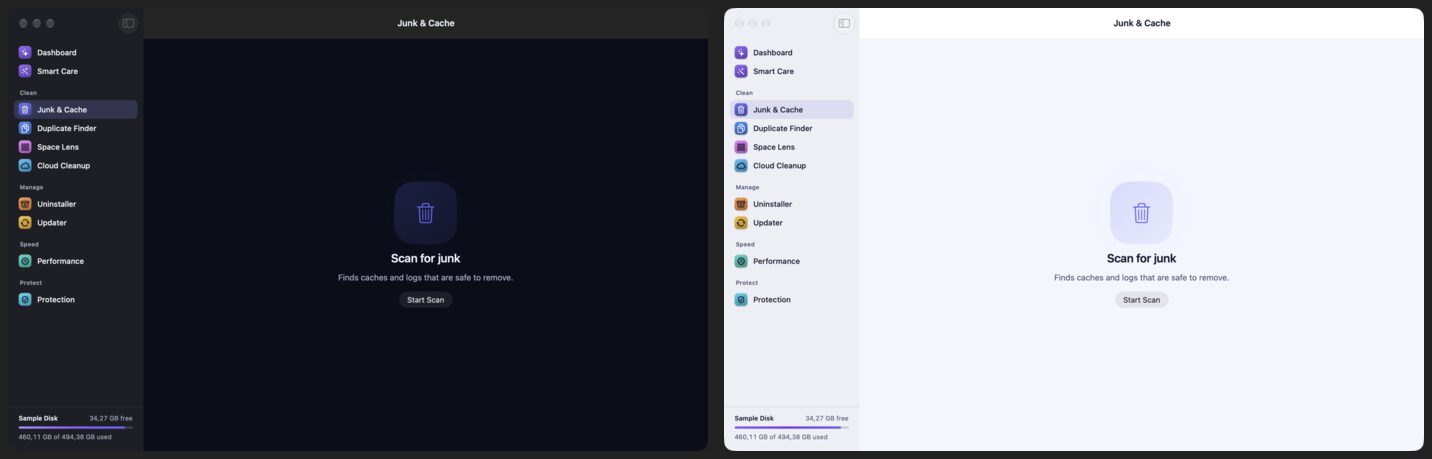 Junk & Cache
Dashboard
Smart Care
Clean
Junk & Cache
Duplicate Finder
Space Lens
Cloud Cleanup
Manage
Uninstaller
Updater
Speed
Performance
Protect
Protection
Scan for junk
Finds caches and logs that are safe to remove.
Start Scan
Sample Disk 34,27 GB free
460,11 GB of 494,38 GB used
Junk & Cache
Dashboard
Smart Care
Clean
Junk & Cache
Duplicate Finder
Space Lens
Cloud Cleanup
Manage
Uninstaller
Updater
Speed
Performance
Protect
Protection
Scan for junk
Finds caches and logs that are safe to remove.
Start Scan
Sample Disk 34,27 GB free
460,11 GB of 494,38 GB used